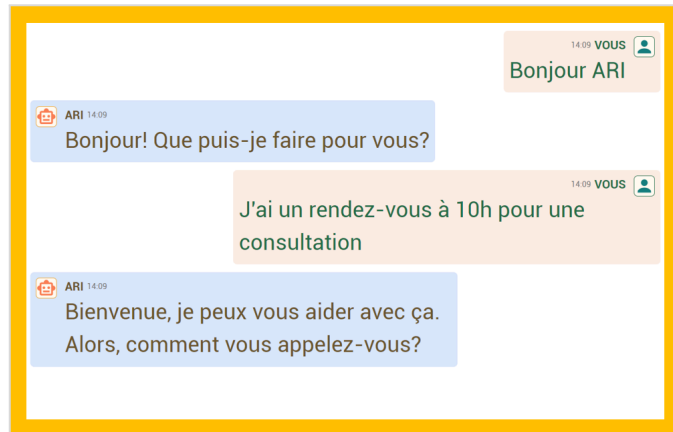 14:09 VOUS
Bonjour ARI
ARI 14:09
Bonjour! Que puis-je faire pour vous?
14:09 VOUS
J'ai un rendez-vous à 10h pour une
consultation
ARI 14:09
Bienvenue, je peux vous aider avec ça.
Alors, comment vous appelez-vous?